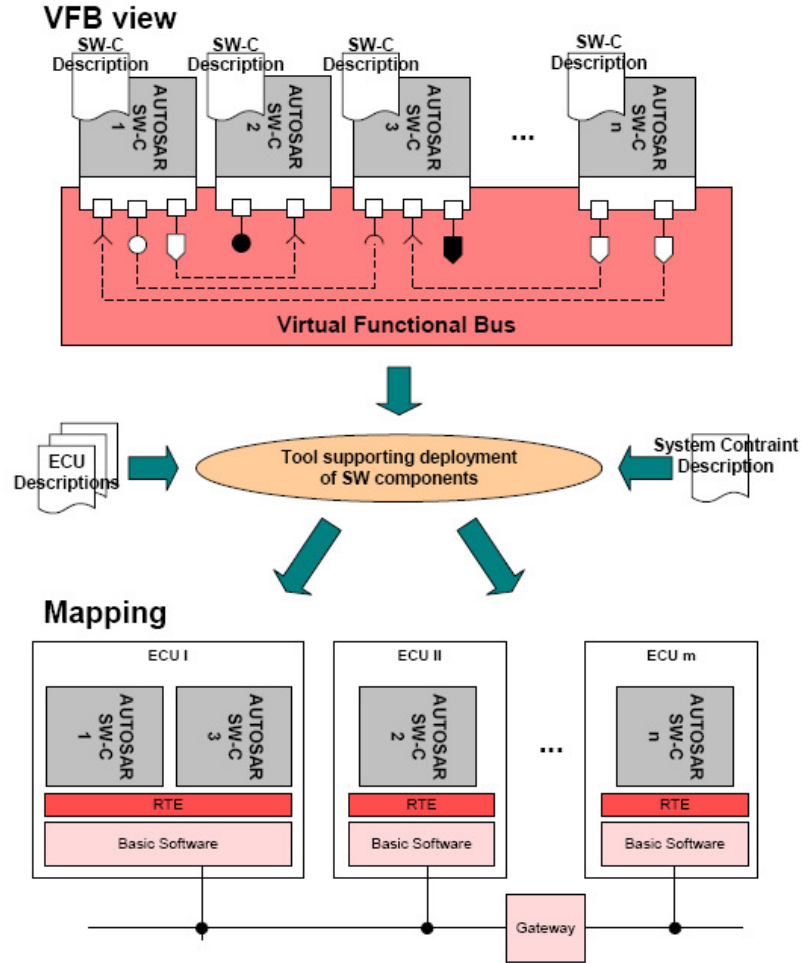 VFB view
SW-C
Description
SW-C
Description
SW-C
Description
SW-C
Description
AUTOSAR
SW-C
1
AUTOSAR
SW-C
2
AUTOSAR
SW-C
3
...
AUTOSAR
SW-C
n
Virtual Functional Bus
ECU
Descriptions
Tool supporting deployment
of SW components
System Contraint
Description
Mapping
ECU I
ECU II
ECU m
AUTOSAR
SW-C
1
AUTOSAR
SW-C
3
AUTOSAR
SW-C
2
...
AUTOSAR
SW-C
n
RTE
RTE
RTE
Basic Software
Basic Software
Basic Software
Gateway